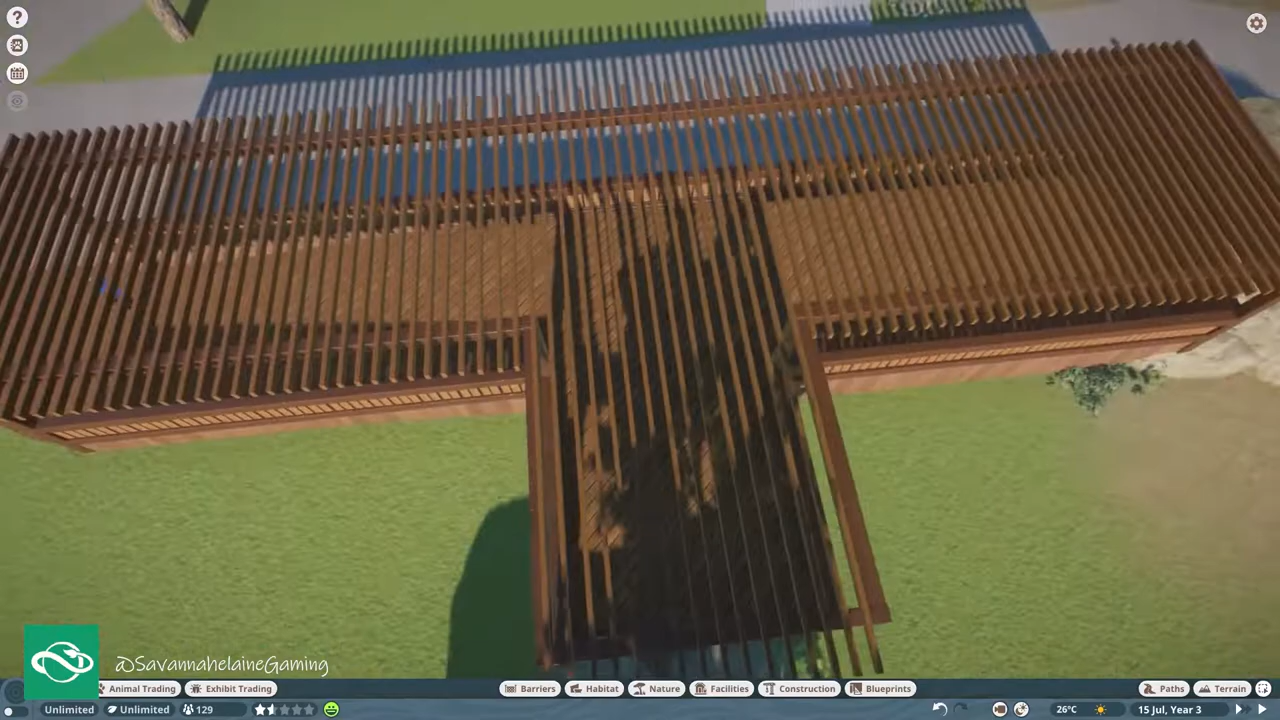 ?
@SavannahelaineGaming
Animal Trading
Exhibit Trading
Barriers
Habitat
Nature
Facilities
Construction
Blueprints
Paths
Terrain
Unlimited
Unlimited
129
26°C
15 Jul, Year 3